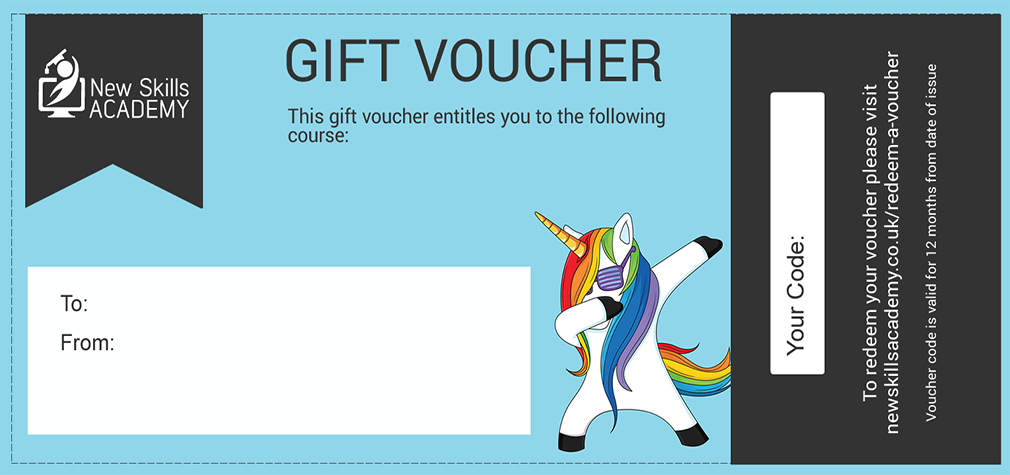 New Skills
ACADEMY
GIFT VOUCHER
This gift voucher entitles you to the following
course:
To:
From:
Your Code:
To redeem your voucher please visit
newskillsacademy.co.uk/redeem-a-voucher
Voucher code is valid for 12 months from date of issue